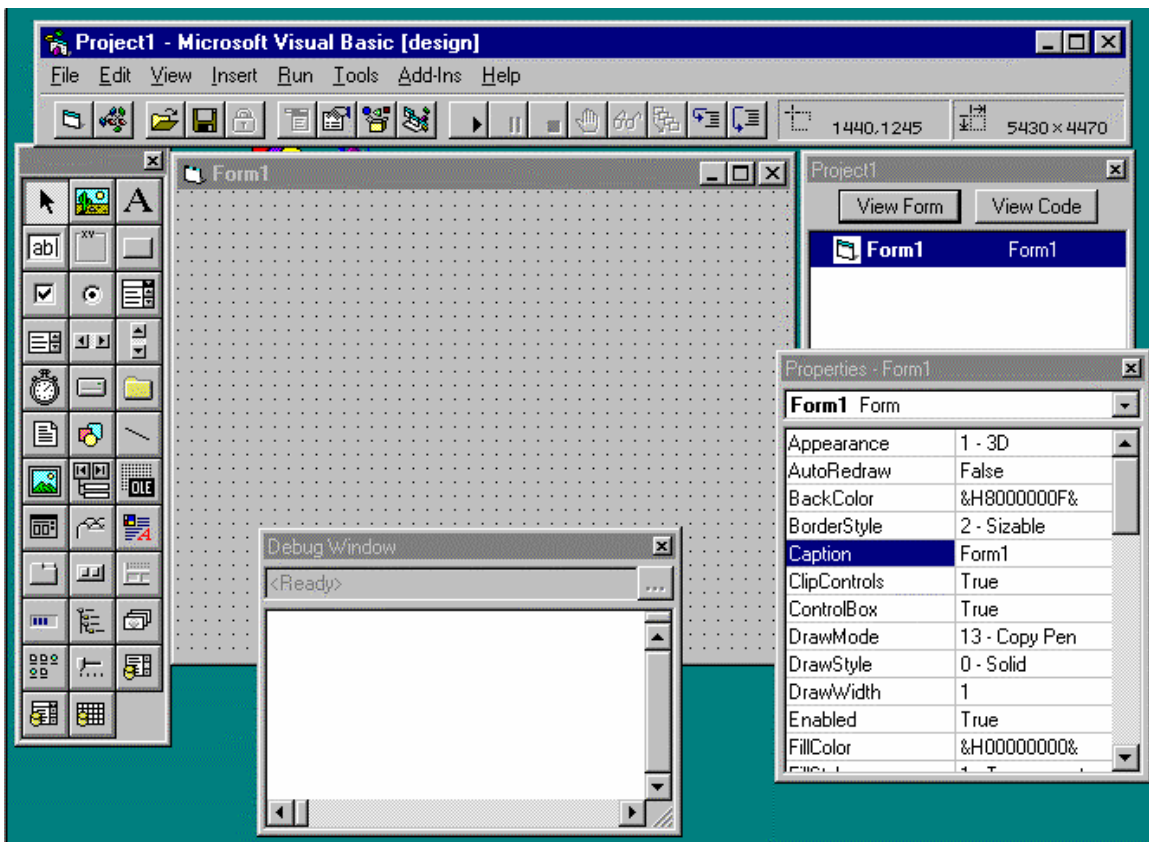 Project1 - Microsoft Visual Basic [design]
File Edit View Insert Run Tools Add-Ins Help
1440,1245 5430×4470
Form1
A
ab
XY
OLE
A
Project1
View Form View Code
Form1 Form1
Properties - Form1
Form1 Form
Appearance 1 - 3D
AutoRedraw False
BackColor &H8000000F&
BorderStyle 2 - Sizable
Caption Form1
ClipControls True
ControlBox True
DrawMode 13 - Copy Pen
DrawStyle 0 - Solid
DrawWidth 1
Enabled True
FillColor &H00000000&
Debug Window
<Ready>
...